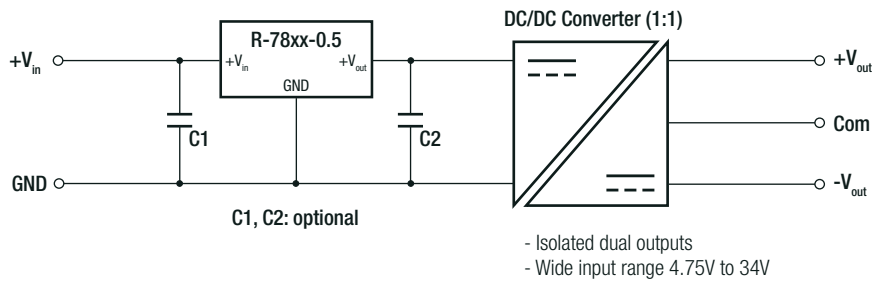 DC/DC Converter (1:1)
R-78xx-0.5
+Vin
+Vin
+Vout
GND
C1
C2
+Vout
Com
GND
-Vout
C1, C2: optional
- Isolated dual outputs
- Wide input range 4.75V to 34V